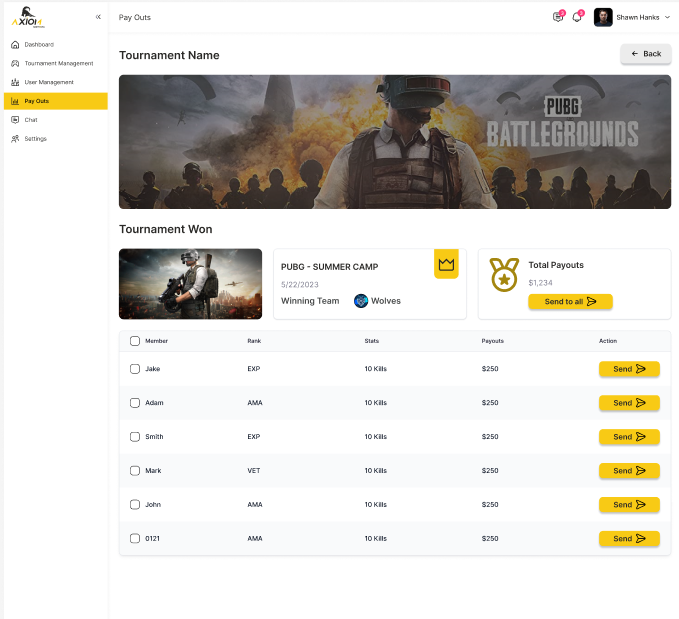 AXIOM
Pay Outs
3
3
Shawn Hanks
Dashboard
Tournament Management
User Management
Pay Outs
Chat
Settings
Tournament Name
Back
PUBG
BATTLEGROUNDS
Tournament Won
PUBG - SUMMER CAMP
5/22/2023
Winning Team Wolves
Total Payouts
$1,234
Send to all
Member Rank Stats Payouts Action
Jake EXP 10 Kills $250 Send
Adam AMA 10 Kills $250 Send
Smith EXP 10 Kills $250 Send
Mark VET 10 Kills $250 Send
John AMA 10 Kills $250 Send
0121 AMA 10 Kills $250 Send